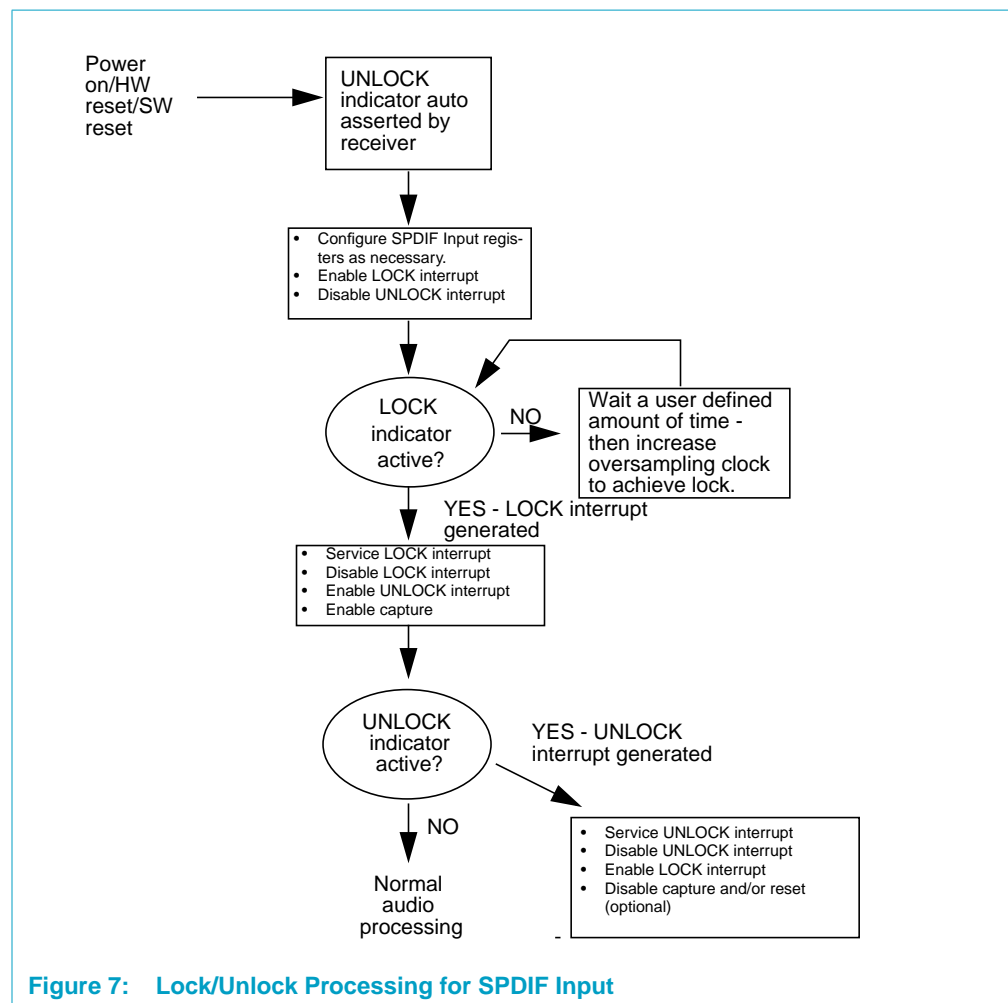 Power
on/HW
reset/SW
reset
UNLOCK
indicator auto
asserted by
receiver
• Configure SPDIF Input regis-
ters as necessary.
• Enable LOCK interrupt
• Disable UNLOCK interrupt
LOCK
indicator
active?
NO
Wait a user defined
amount of time -
then increase
oversampling clock
to achieve lock.
YES - LOCK interrupt
generated
• Service LOCK interrupt
• Disable LOCK interrupt
• Enable UNLOCK interrupt
• Enable capture
UNLOCK
indicator
active?
YES - UNLOCK
interrupt generated
NO
• Service UNLOCK interrupt
• Disable UNLOCK interrupt
• Enable LOCK interrupt
• Disable capture and/or reset
(optional)
Normal
audio
processing
Figure 7: Lock/Unlock Processing for SPDIF Input